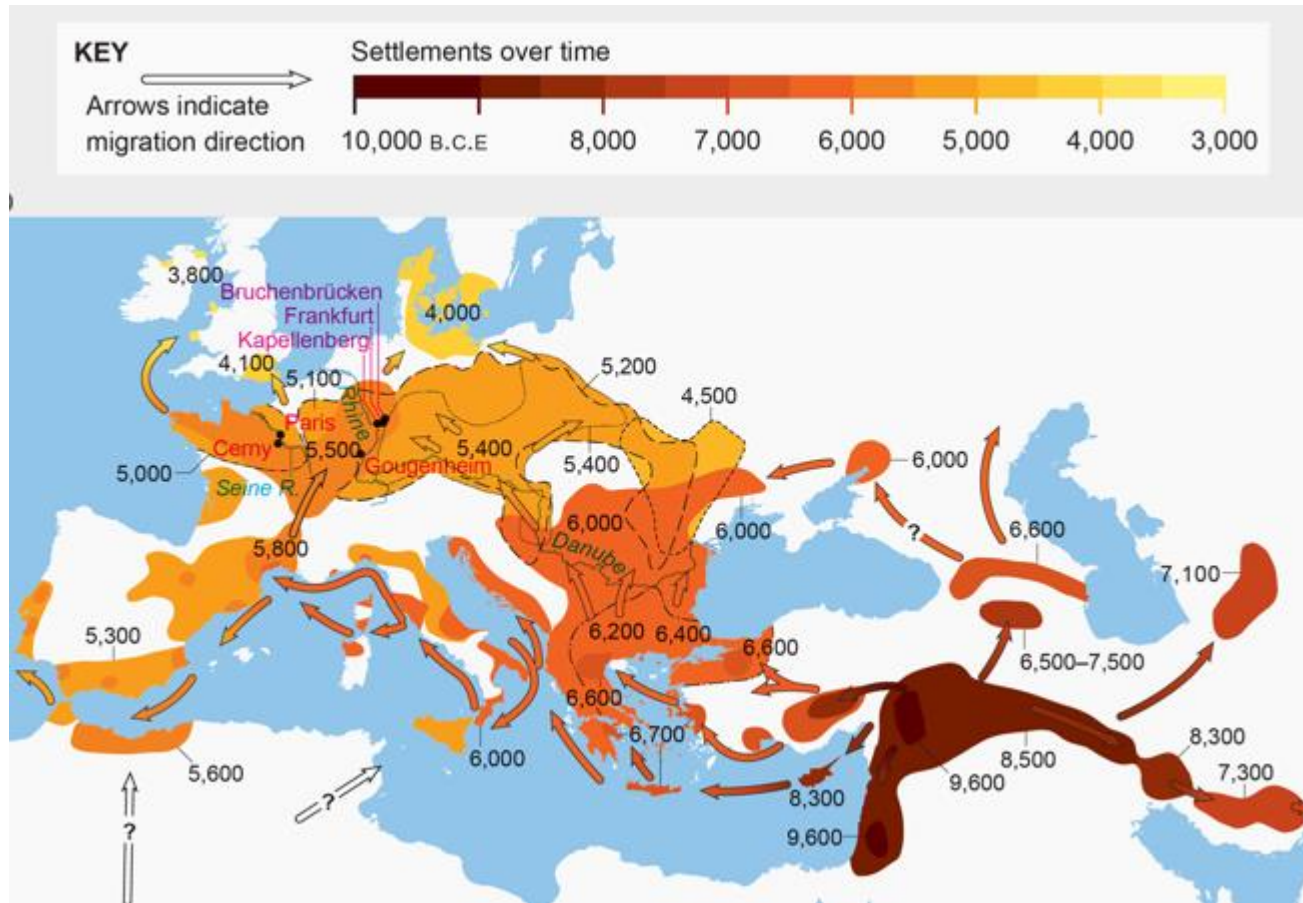 KEY
Arrows indicate
migration direction
Settlements over time
10,000 B.C.E 8,000 7,000 6,000 5,000 4,000 3,000
3,800
Bruchenbrücken
Frankfurt
Kapellenberg
4,000
4,100
5,100
5,200
4,500
Rhine
Paris
Cerny
5,500
5,400
5,400
Gougenheim
5,000
Seine R.
6,000
6,000
6,000
?
5,800
Danube
6,600
7,100
5,300
6,200
6,400
6,600
6,500–7,500
6,600
6,700
6,000
5,600
8,300
9,600
8,500
8,300
7,300
?
?
9,600